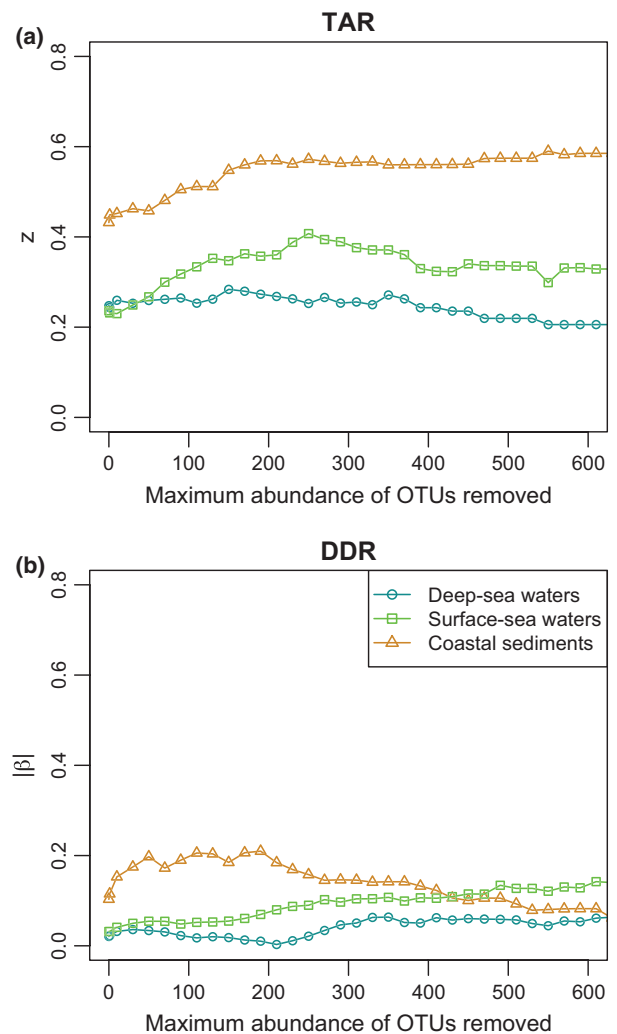 (a)
TAR
0.8
0.6
0.4
0.2
0.0
z
0 100 200 300 400 500 600
Maximum abundance of OTUs removed
(b)
DDR
0.8
0.6
0.4
0.2
0.0
|β|
Deep-sea waters
Surface-sea waters
Coastal sediments
0 100 200 300 400 500 600
Maximum abundance of OTUs removed